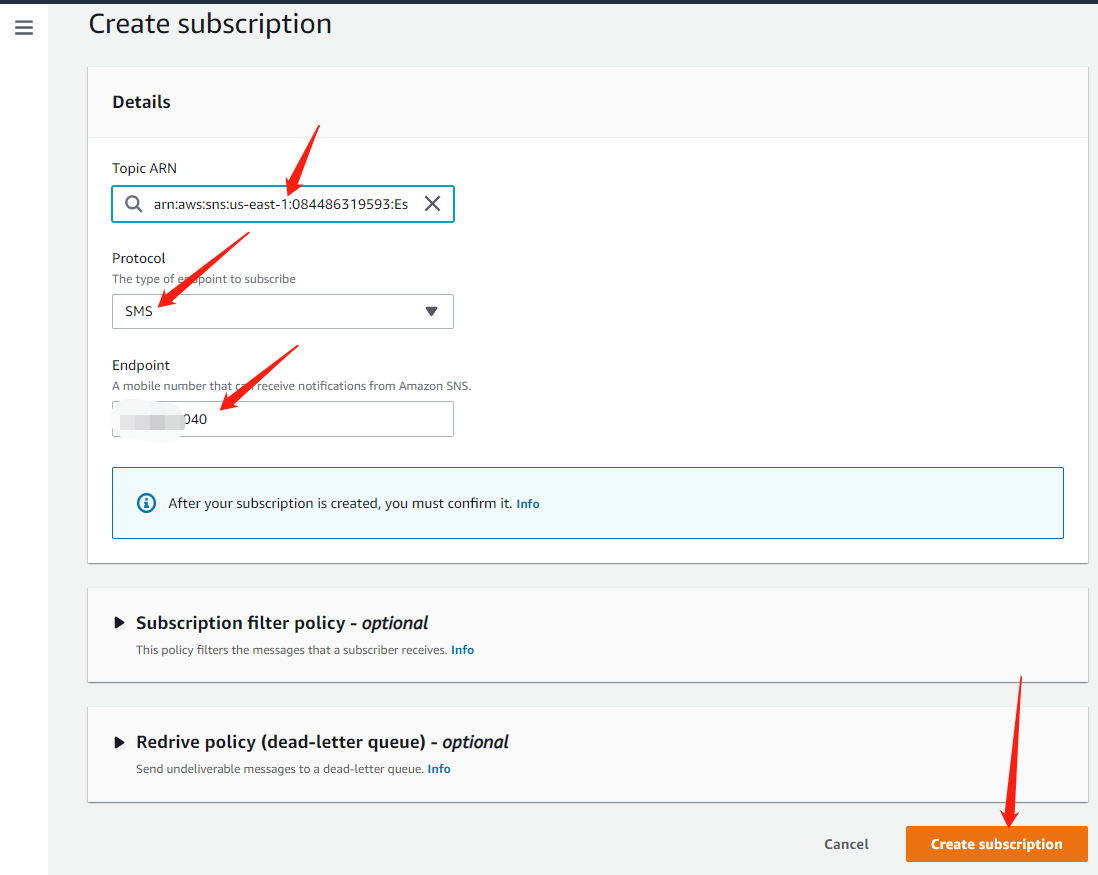 Create subscription
Details
Topic ARN
arn:aws:sns:us-east-1:084486319593:Es
Protocol
The type of endpoint to subscribe
SMS
Endpoint
A mobile number that can receive notifications from Amazon SNS.
040
After your subscription is created, you must confirm it. Info
Subscription filter policy - optional
This policy filters the messages that a subscriber receives. Info
Redrive policy (dead-letter queue) - optional
Send undeliverable messages to a dead-letter queue. Info
Cancel
Create subscription